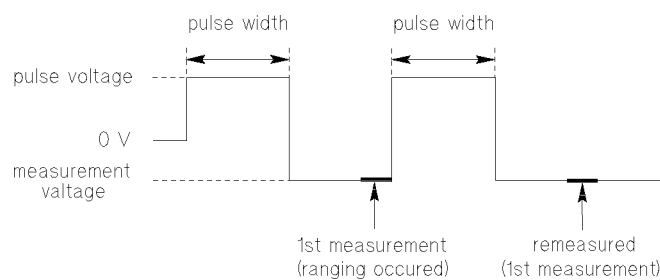 pulse width
pulse width
pulse voltage
0 V
measurement
valtage
1st measurement
(ranging occured)
remeasured
(1st measurement)